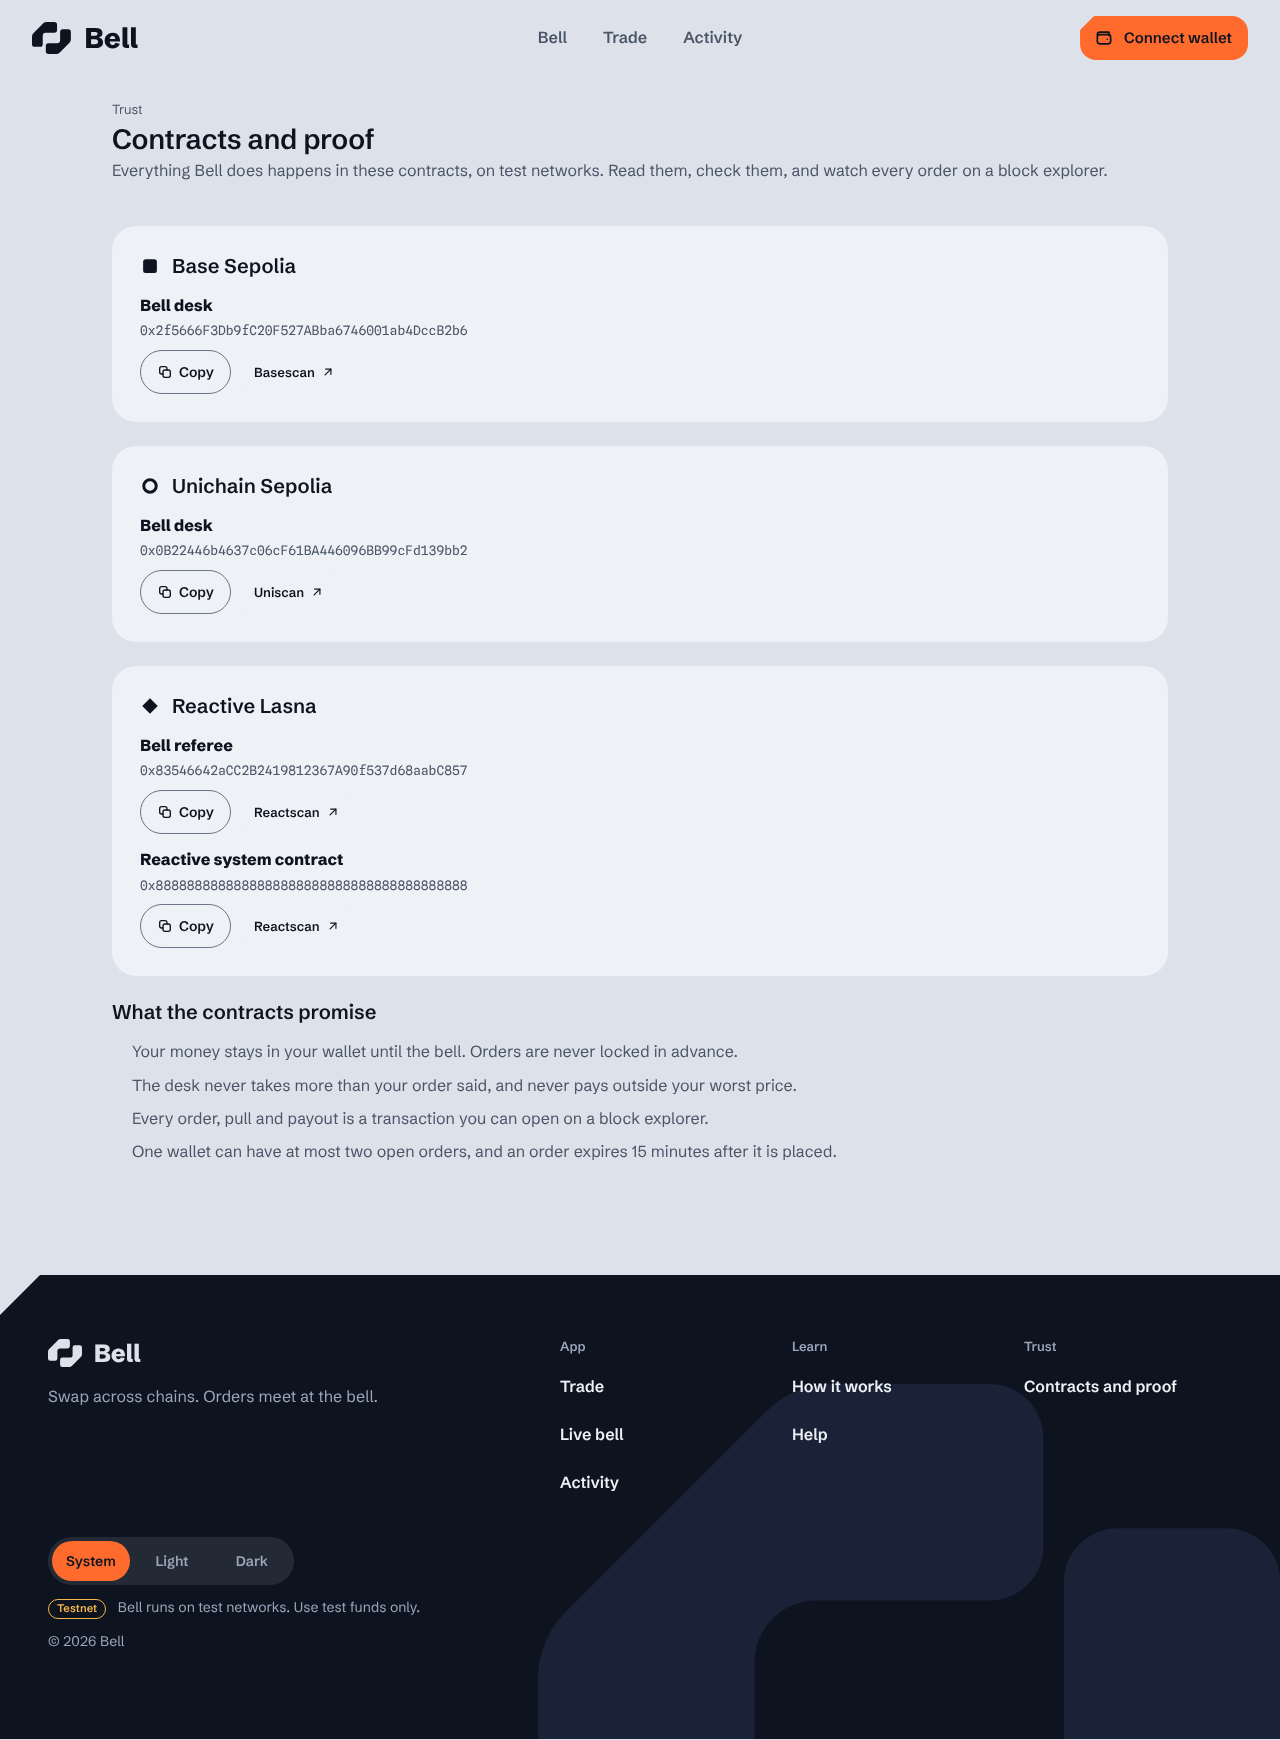 Bell
Bell
Trade
Activity
Connect wallet
Trust
Contracts and proof
Everything Bell does happens in these contracts, on test networks. Read them, check them, and watch every order on a block explorer.
Base Sepolia
Bell desk
0x2f5666F3Db9fC20F527ABba6746001ab4DccB2b6
Copy
Basescan
Unichain Sepolia
Bell desk
0x0B22446b4637c06cF61BA446096BB99cFd139bb2
Copy
Uniscan
Reactive Lasna
Bell referee
0x83546642aCC2B2419812367A90f537d68aabC857
Copy
Reactscan
Reactive system contract
0x8888888888888888888888888888888888888888
Copy
Reactscan
What the contracts promise
Your money stays in your wallet until the bell. Orders are never locked in advance.
The desk never takes more than your order said, and never pays outside your worst price.
Every order, pull and payout is a transaction you can open on a block explorer.
One wallet can have at most two open orders, and an order expires 15 minutes after it is placed.
Bell
Swap across chains. Orders meet at the bell.
App
Trade
Live bell
Activity
Learn
How it works
Help
Trust
Contracts and proof
System
Light
Dark
Testnet
Bell runs on test networks. Use test funds only.
© 2026 Bell